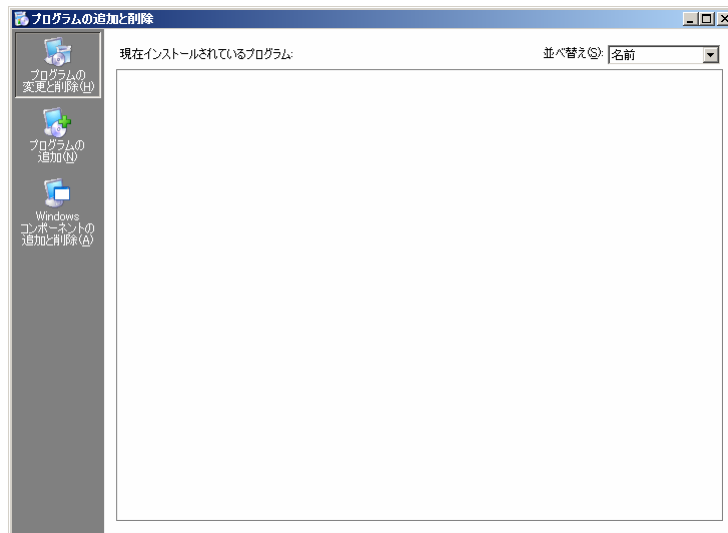 プログラムの追加と削除
プログラムの
変更と削除(H)
現在インストールされているプログラム:
並べ替え(S):
名前
プログラムの
追加(N)
Windows
コンポーネントの
追加と削除(A)